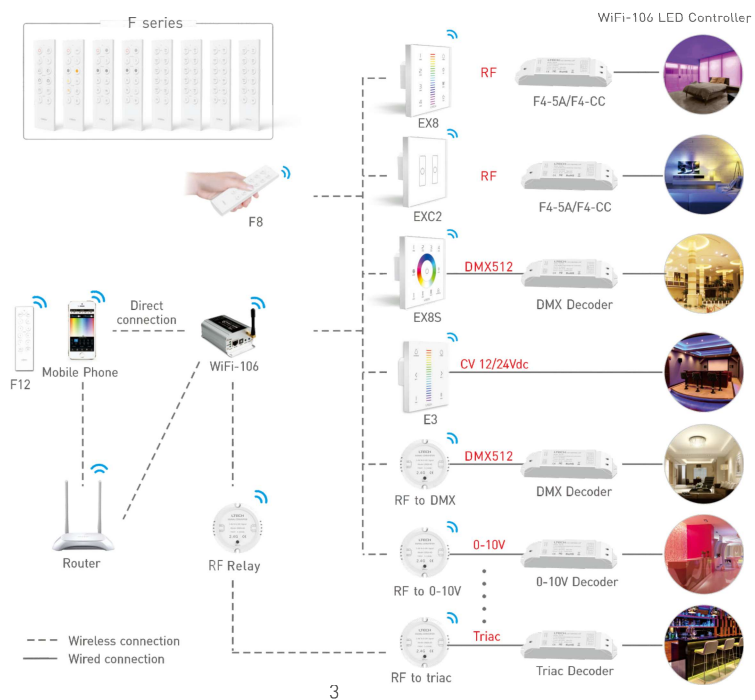 WiFi-106 LED Controller
F series
EX8
RF
F4-5A/F4-CC
F8
EXC2
RF
F4-5A/F4-CC
EX8S
DMX512
DMX Decoder
F12
Mobile Phone
Direct
connection
WiFi-106
E3
CV 12/24Vdc
RF to DMX
DMX512
DMX Decoder
Router
RF Relay
RF to 0-10V
0-10V
0-10V Decoder
RF to triac
Triac
Triac Decoder
Wireless connection
Wired connection
3